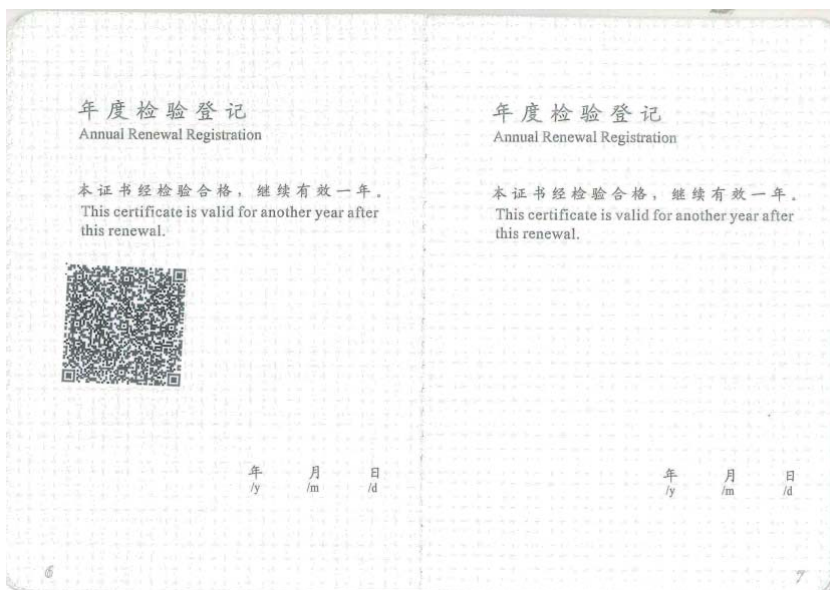 年度检验登记
Annual Renewal Registration
本证书经检验合格，继续有效一年。
This certificate is valid for another year after
this renewal.
年 月 日
/y /m /d
6
年度检验登记
Annual Renewal Registration
本证书经检验合格，继续有效一年。
This certificate is valid for another year after
this renewal.
年 月 日
/y /m /d
7